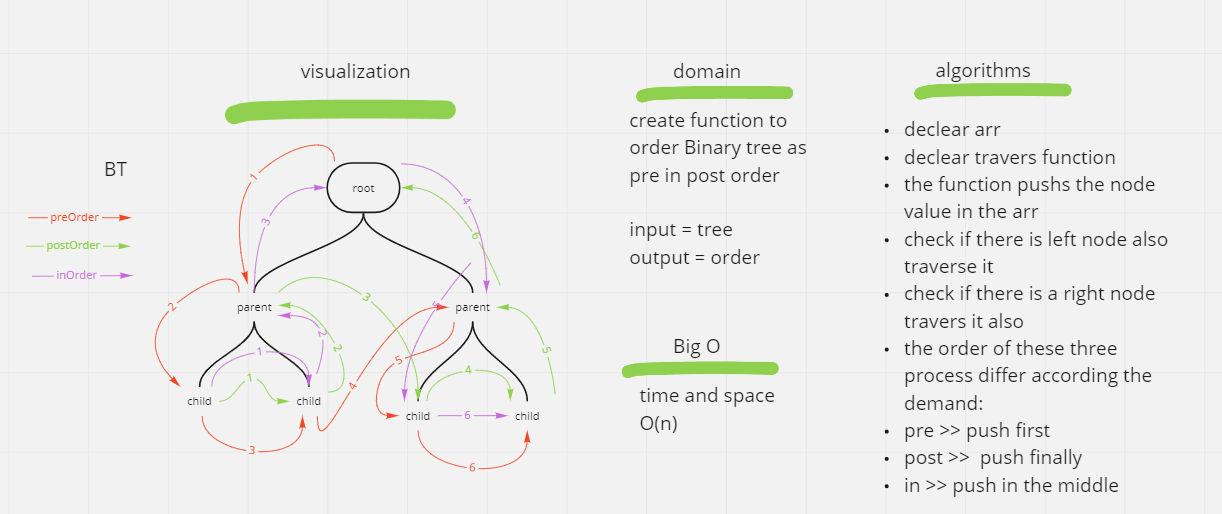 visualization
BT
preOrder
postOrder
inOrder
root
parent
parent
child
child
child
child
1
2
3
4
5
6
1
2
3
4
5
6
1
2
3
4
5
6
domain
create function to
order Binary tree as
pre in post order
input = tree
output = order
Big O
time and space
O(n)
algorithms
• declear arr
• declear travers function
• the function pushs the node
value in the arr
• check if there is left node also
traverse it
• check if there is a right node
travers it also
• the order of these three
process differ according the
demand:
• pre >> push first
• post >>  push finally
• in >> push in the middle